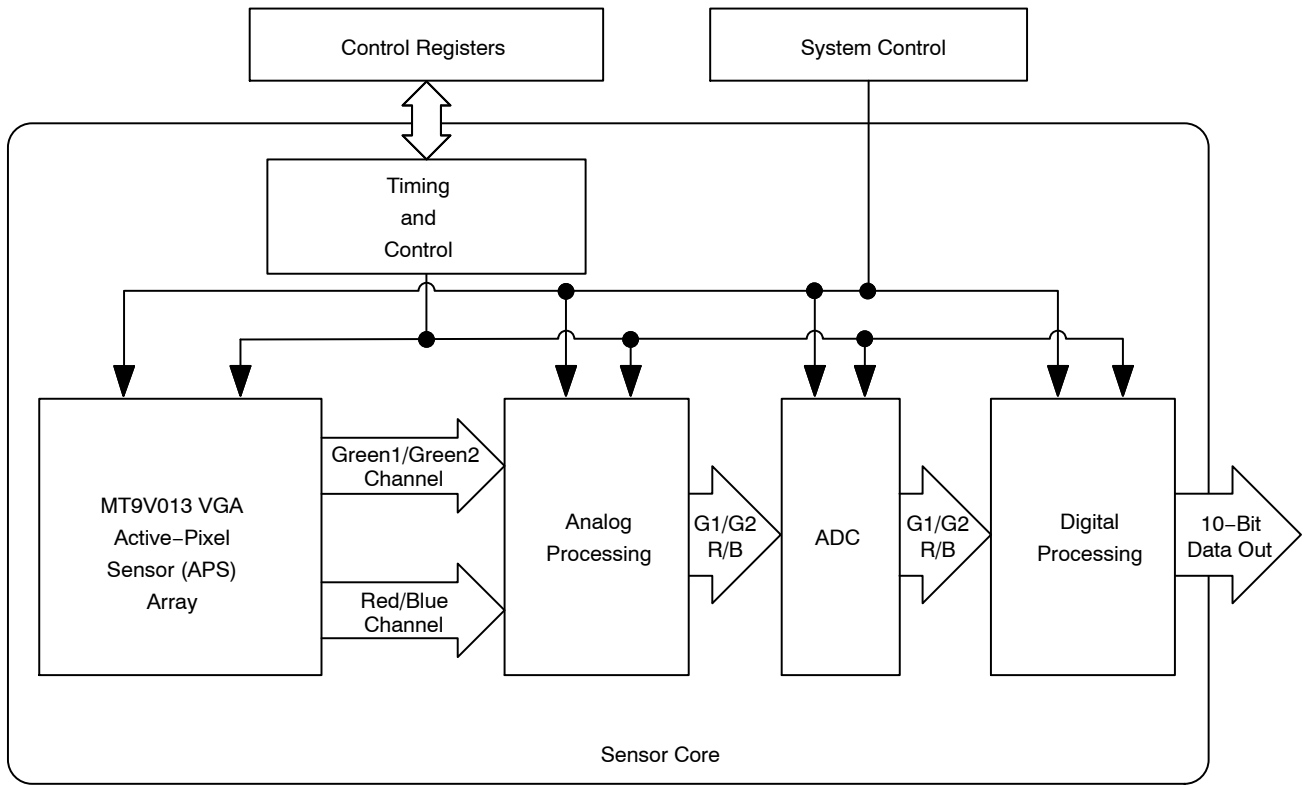 Control Registers
System Control
Timing
and
Control
Green1/Green2
Channel
Red/Blue
Channel
MT9V013 VGA
Active−Pixel
Sensor (APS)
Array
Analog
Processing
G1/G2
R/B
ADC
G1/G2
R/B
Digital
Processing
10−Bit
Data Out
Sensor Core